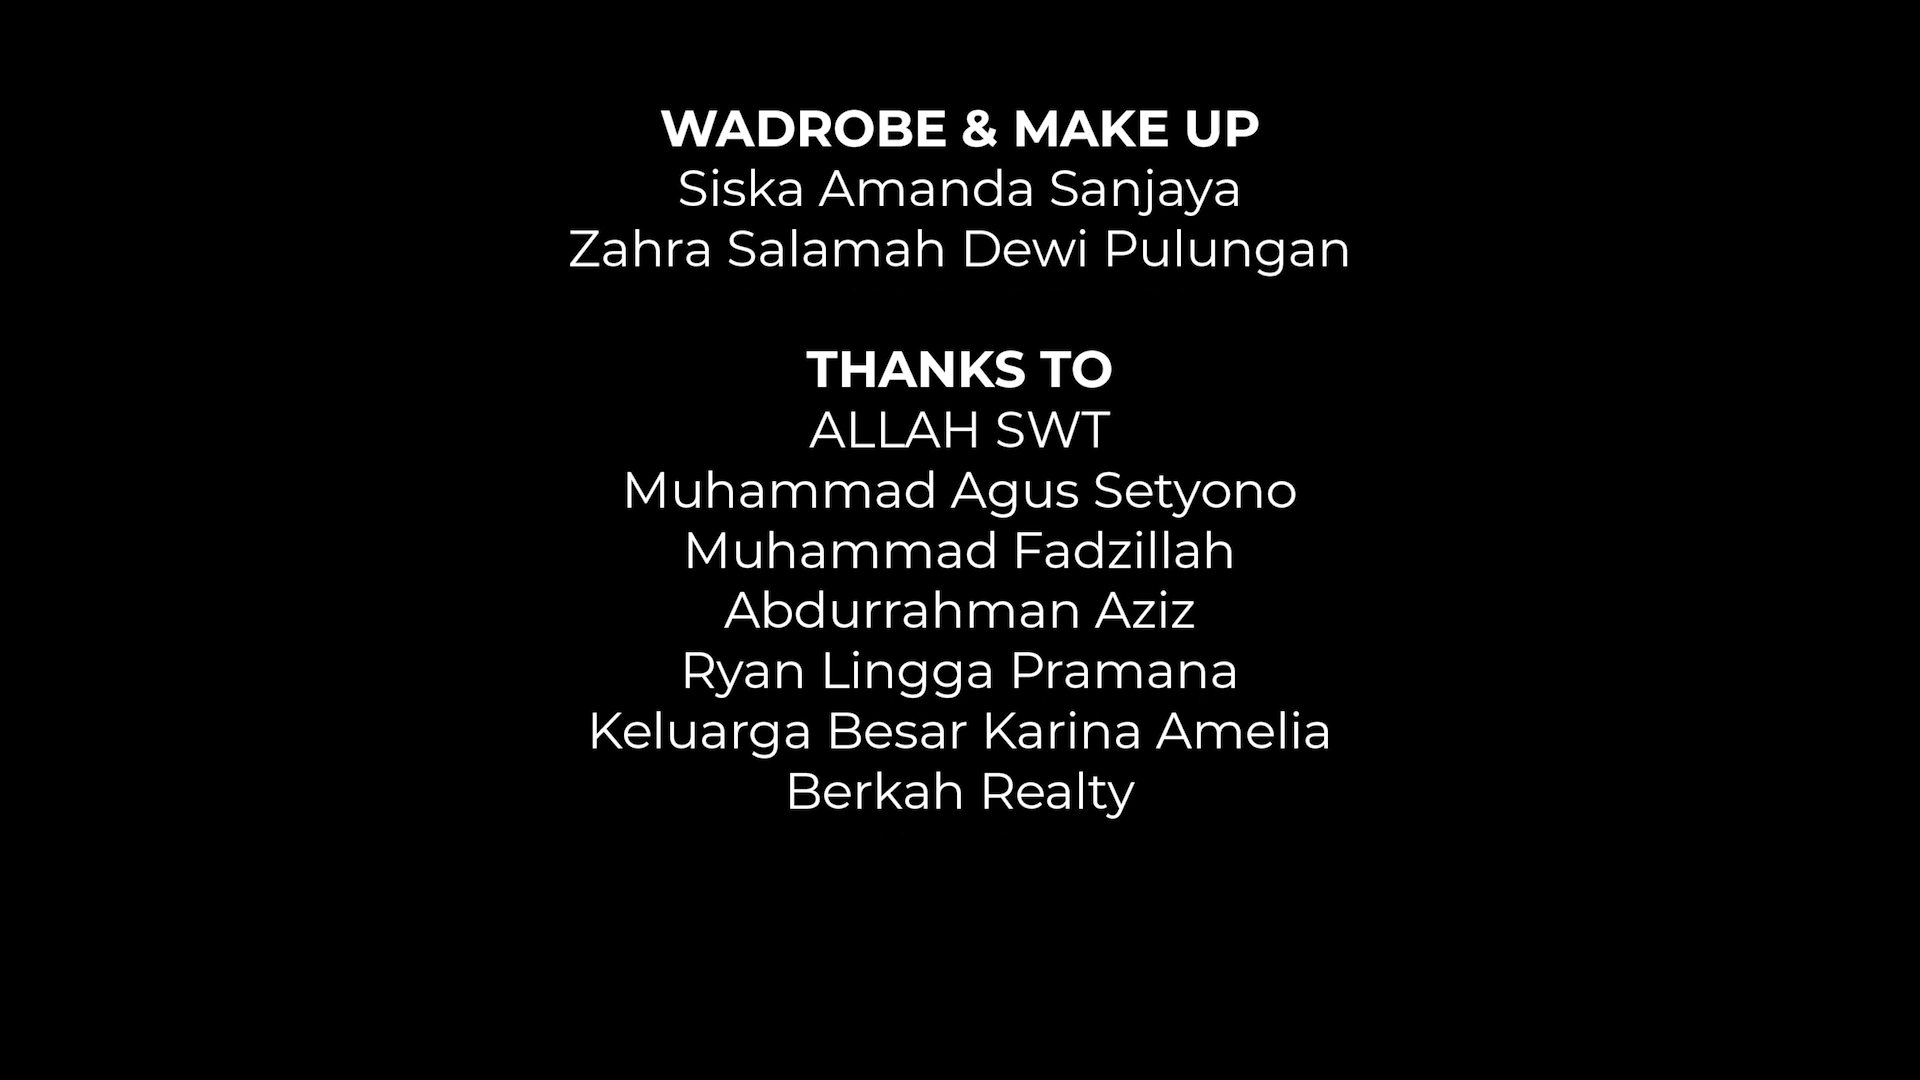 WADROBE & MAKE UP
Siska Amanda Sanjaya
Zahra Salamah Dewi Pulungan
THANKS TO
ALLAH SWT
Muhammad Agus Setyono
Muhammad Fadzillah
Abdurrahman Aziz
Ryan Lingga Pramana
Keluarga Besar Karina Amelia
Berkah Realty